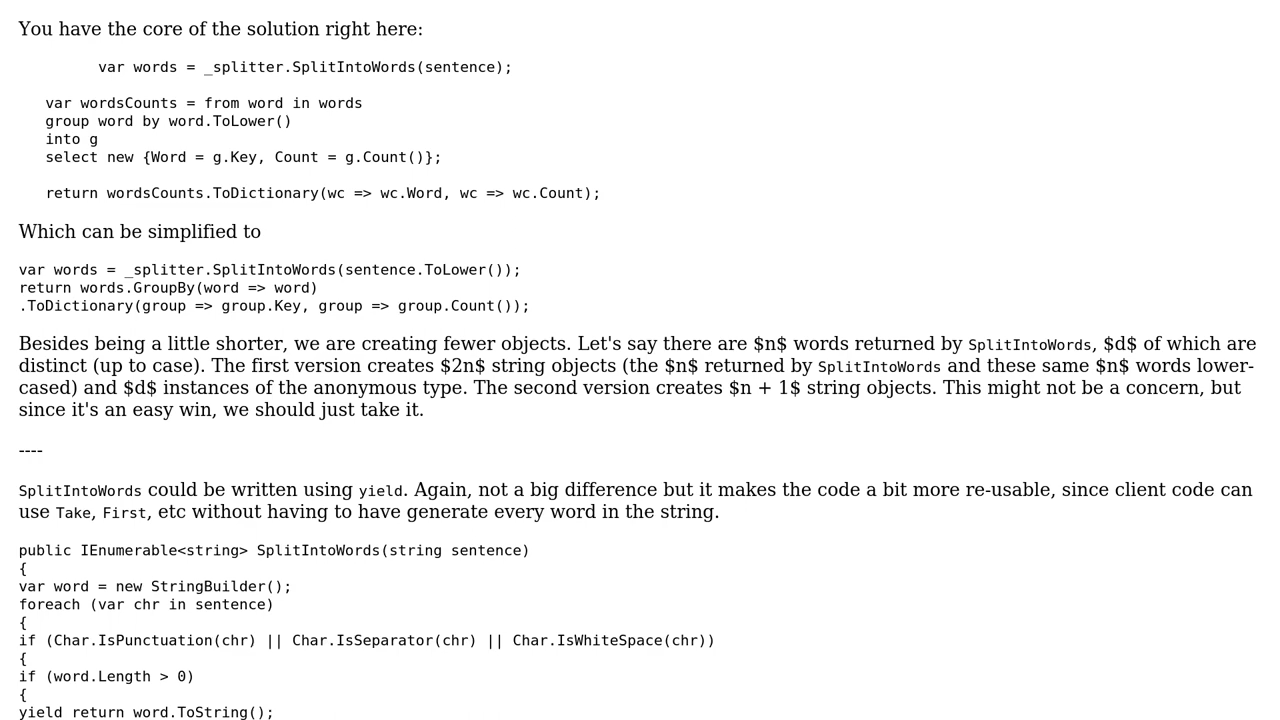 You have the core of the solution right here:
var words = _splitter.SplitIntoWords(sentence);
var wordsCounts = from word in words
group word by word.ToLower()
into g
select new {Word = g.Key, Count = g.Count()};
return wordsCounts.ToDictionary(wc => wc.Word, wc => wc.Count);
Which can be simplified to
var words = _splitter.SplitIntoWords(sentence.ToLower());
return words.GroupBy(word => word)
.ToDictionary(group => group.Key, group => group.Count());
Besides being a little shorter, we are creating fewer objects. Let's say there are $n$ words returned by SplitIntoWords, $d$ of which are
distinct (up to case). The first version creates $2n$ string objects (the $n$ returned by SplitIntoWords and these same $n$ words lower-
cased) and $d$ instances of the anonymous type. The second version creates $n + 1$ string objects. This might not be a concern, but
since it's an easy win, we should just take it.
----
SplitIntoWords could be written using yield. Again, not a big difference but it makes the code a bit more re-usable, since client code can
use Take, First, etc without having to have generate every word in the string.
public IEnumerable<string> SplitIntoWords(string sentence)
{
var word = new StringBuilder();
foreach (var chr in sentence)
{
if (Char.IsPunctuation(chr) || Char.IsSeparator(chr) || Char.IsWhiteSpace(chr))
{
if (word.Length > 0)
{
yield return word.ToString();